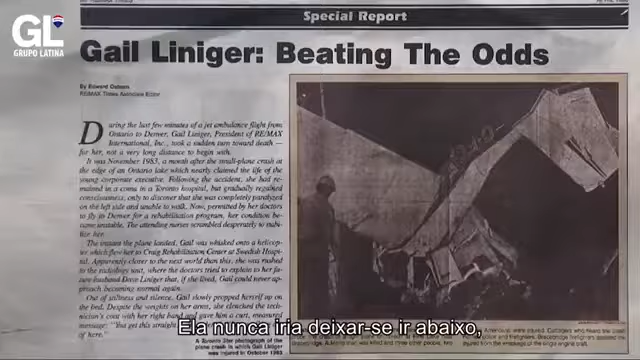 GL
GRUPO LATINA
Special Report
Gail Liniger: Beating The Odds
By Edward Osborn
RE/MAX Times Associate Editor
During the last few minutes of a jet ambulance flight from
Ontario to Denver, Gail Liniger, President of RE/MAX
International, Inc., took a sudden turn toward death —
for her, not a very long distance to begin with.
It was November 1983, a month after the small-plane crash at
the edge of an Ontario lake which nearly claimed the life of the
young corporate executive. Following the accident, she had re-
mained in a coma in a Toronto hospital, but gradually regained
consciousness, only to discover that she was completely paralyzed
on the left side and unable to walk. Now, permitted by her doctors
to fly to Denver for a rehabilitation program, her condition be-
came unstable. The attending nurses scrambled desperately to stabi-
lize her.
The instant the plane landed, Gail was whisked onto a helicop-
ter which flew her to Craig Rehabilitation Center at Swedish Hospi-
tal. Apparently closer to the next world than this, she was rushed
to the radiology unit, where the doctors tried to explain to her fu-
ture husband Dave Liniger that, if she lived, Gail could never ap-
proach becoming normal again.
Out of stillness and silence, Gail slowly propped herself up on
the bed. Despite the weights on her arms, she clenched the tech-
nician's coat with her right hand and gave him a curt, measured
message: "You get this straight
of here."
A Toronto Star photograph of the
plane crash in which Gail Liniger
was injured in October 1983
Ela nunca iria deixar-se ir abaixo,